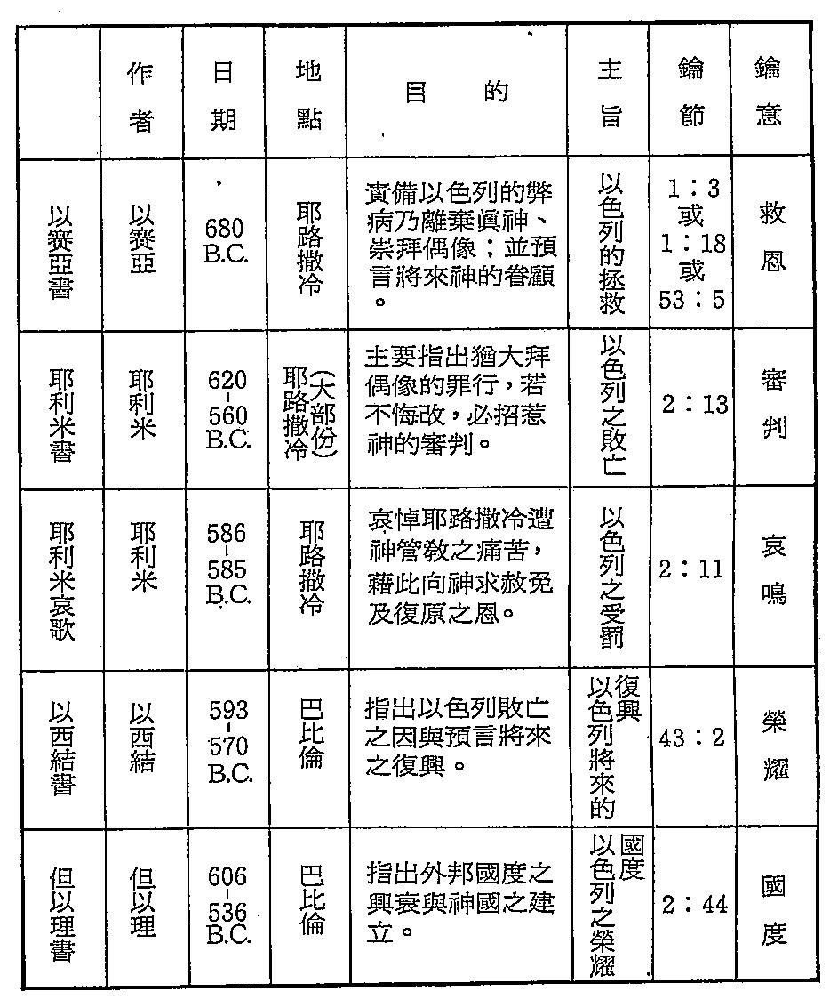 作者
日期
地點
目的
主旨
鑰節
鑰意
以賽亞書
以賽亞
680
B.C.
耶路撒冷
責備以色列的弊
病乃離棄眞神、
崇拜偶像；並預
言將來神的眷顧
。
以色列的拯救
1：3
或
1：18
或
53：5
救恩
耶利米書
耶利米
620
-
560
B.C.
耶路撒冷
（大部份）
主要指出猶大拜
偶像的罪行，若
不悔改，必招惹
神的審判。
以色列之敗亡
2：13
審判
耶利米哀歌
耶利米
586
-
585
B.C.
耶路撒冷
哀悼耶路撒冷遭
神管敎之痛苦，
藉此向神求赦免
及復原之恩。
以色列之受罰
2：11
哀鳴
以西結書
以西結
593
-
570
B.C.
巴比倫
指出以色列敗亡
之因與預言將來
之復興。
以色列將來的
復興
43：2
榮耀
但以理書
但以理
606
-
536
B.C.
巴比倫
指出外邦國度之
興衰與神國之建
立。
以色列之榮耀
國度
2：44
國度